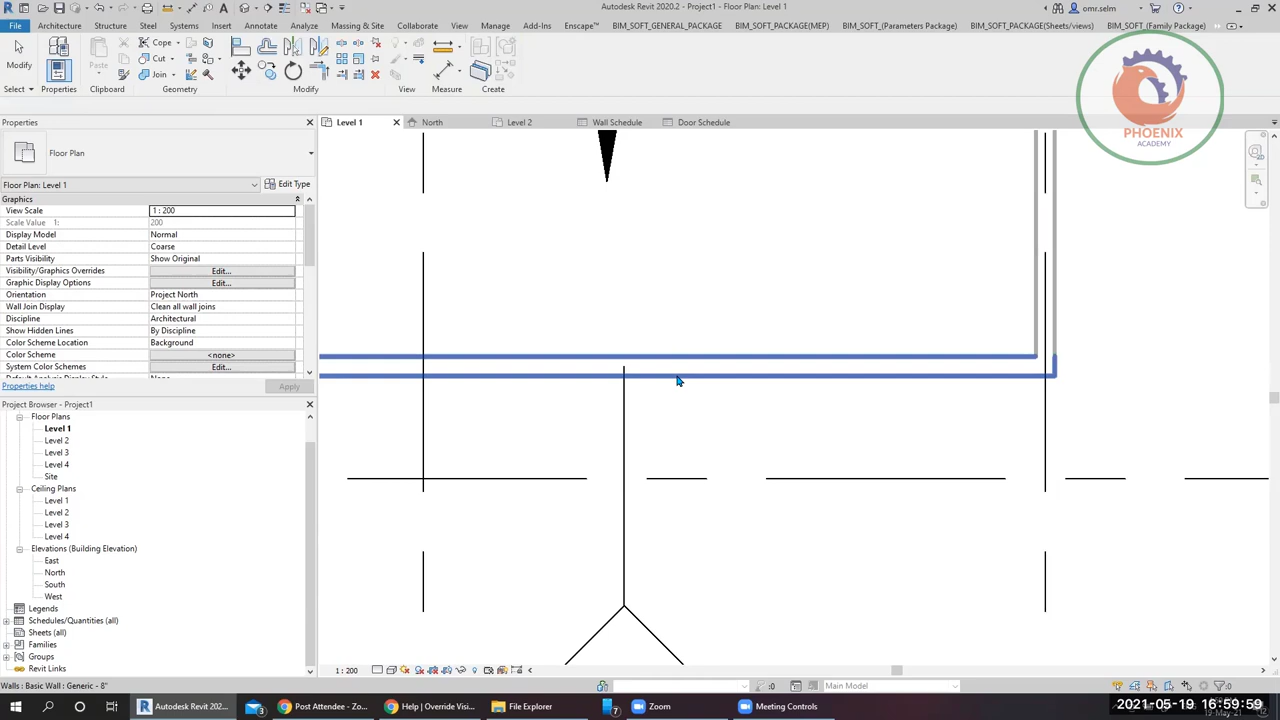 Autodesk Revit 2020.2 - Project1 - Floor Plan: Level 1
omr.selm
File Architecture Structure Steel Systems Insert Annotate Analyze Massing & Site Collaborate View Manage Add-Ins Enscape™ BIM_SOFT_GENERAL_PACKAGE BIM_SOFT_PACKAGE(MEP) BIM_SOFT_(Parameters Package) BIM_SOFT_PACKAGE(Sheets/views) BIM_SOFT_(Family Package)
Modify
Paste
Cope
Cut
Join
Select Properties Clipboard Geometry Modify View Measure Create
PHOENIX
ACADEMY
Properties
Level 1
North
Level 2
Wall Schedule
Door Schedule
Floor Plan
Floor Plan: Level 1
Edit Type
Graphics
View Scale 1 : 200
Scale Value 1: 200
Display Model Normal
Detail Level Coarse
Parts Visibility Show Original
Visibility/Graphics Overrides Edit...
Graphic Display Options Edit...
Orientation Project North
Wall Join Display Clean all wall joins
Discipline Architectural
Show Hidden Lines By Discipline
Color Scheme Location Background
Color Scheme <none>
System Color Schemes Edit...
Properties help
Apply
Project Browser - Project1
Floor Plans
Level 1
Level 2
Level 3
Level 4
Site
Ceiling Plans
Level 1
Level 2
Level 3
Level 4
Elevations (Building Elevation)
East
North
South
West
Legends
Schedules/Quantities (all)
Sheets (all)
Families
Groups
Revit Links
1 : 200
Walls : Basic Wall : Generic - 8"
:0
Main Model
:0
Autodesk Revit 2020....
Post Attendee - Zo...
Help | Override Visi...
File Explorer
Zoom
Meeting Controls
2021-05-19 16:59:59